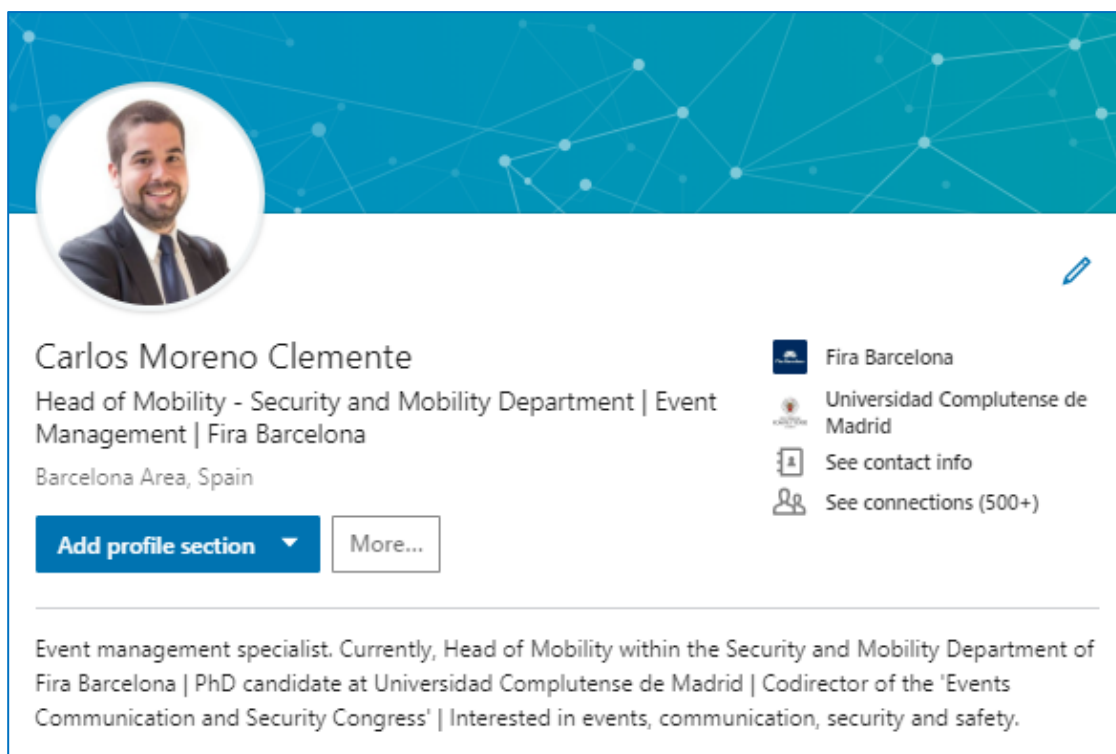 Carlos Moreno Clemente
Head of Mobility - Security and Mobility Department | Event
Management | Fira Barcelona
Barcelona Area, Spain
Add profile section
More...
Fira Barcelona
Universidad Complutense de
Madrid
See contact info
See connections (500+)
Event management specialist. Currently, Head of Mobility within the Security and Mobility Department of
Fira Barcelona | PhD candidate at Universidad Complutense de Madrid | Codirector of the 'Events
Communication and Security Congress' | Interested in events, communication, security and safety.